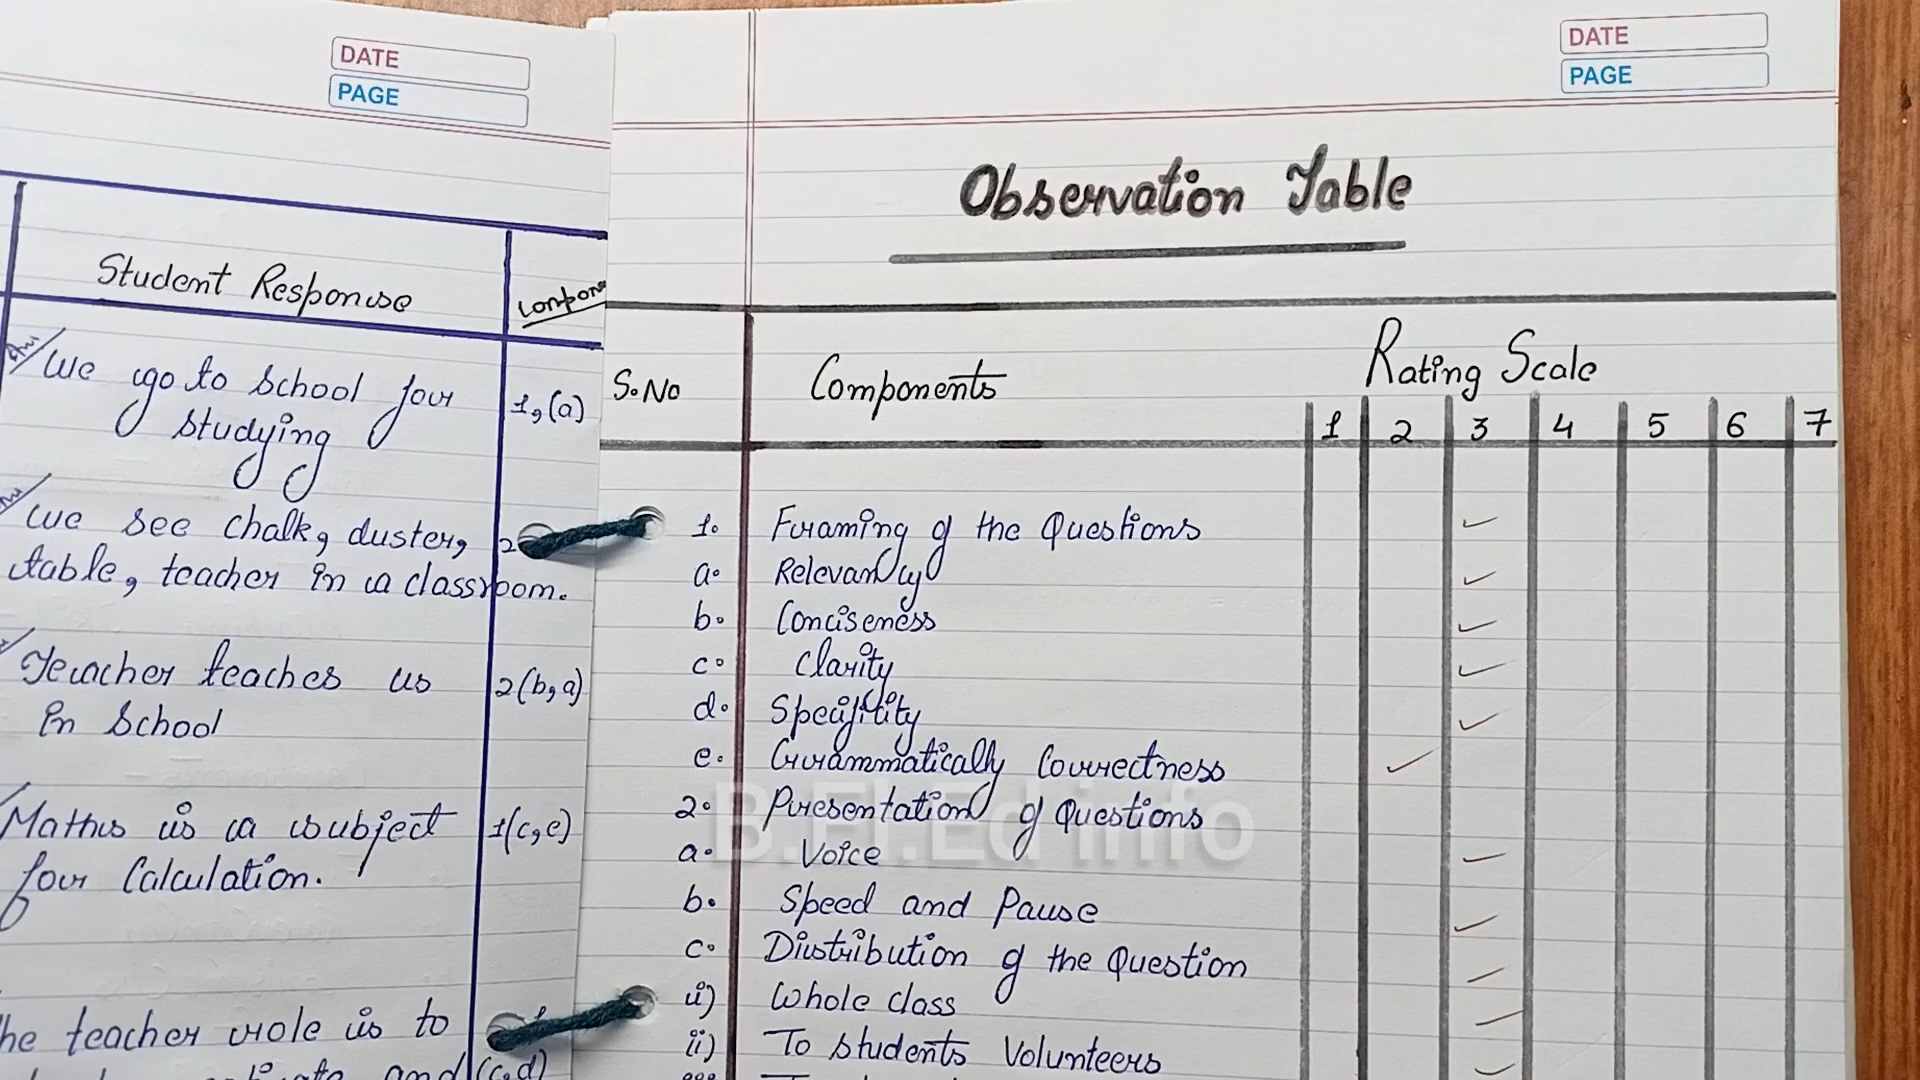 DATE
PAGE
Student Response
We go to School for
studying
1,(a)
We see chalk, duster,
2
table, teacher in a classroom.
Teacher teaches us
2(b,a)
in School
Maths is a subject
1(c,e)
for Calculation.
he teacher role is to
and
(c,d)
DATE
PAGE
Observation Table
S.No
Components
Rating Scale
1 2 3 4 5 6 7
1. Framing of the Questions ✓
a. Relevancy ✓
b. Conciseness ✓
c. Clarity ✓
d. Specifitity ✓
e. Grammatically Correctness ✓
2. Presentation of Questions
a. Voice ✓
b. Speed and Pause ✓
c. Distribution of the Question ✓
i) Whole class ✓
ii) To students Volunteers ✓
B.El.Ed info